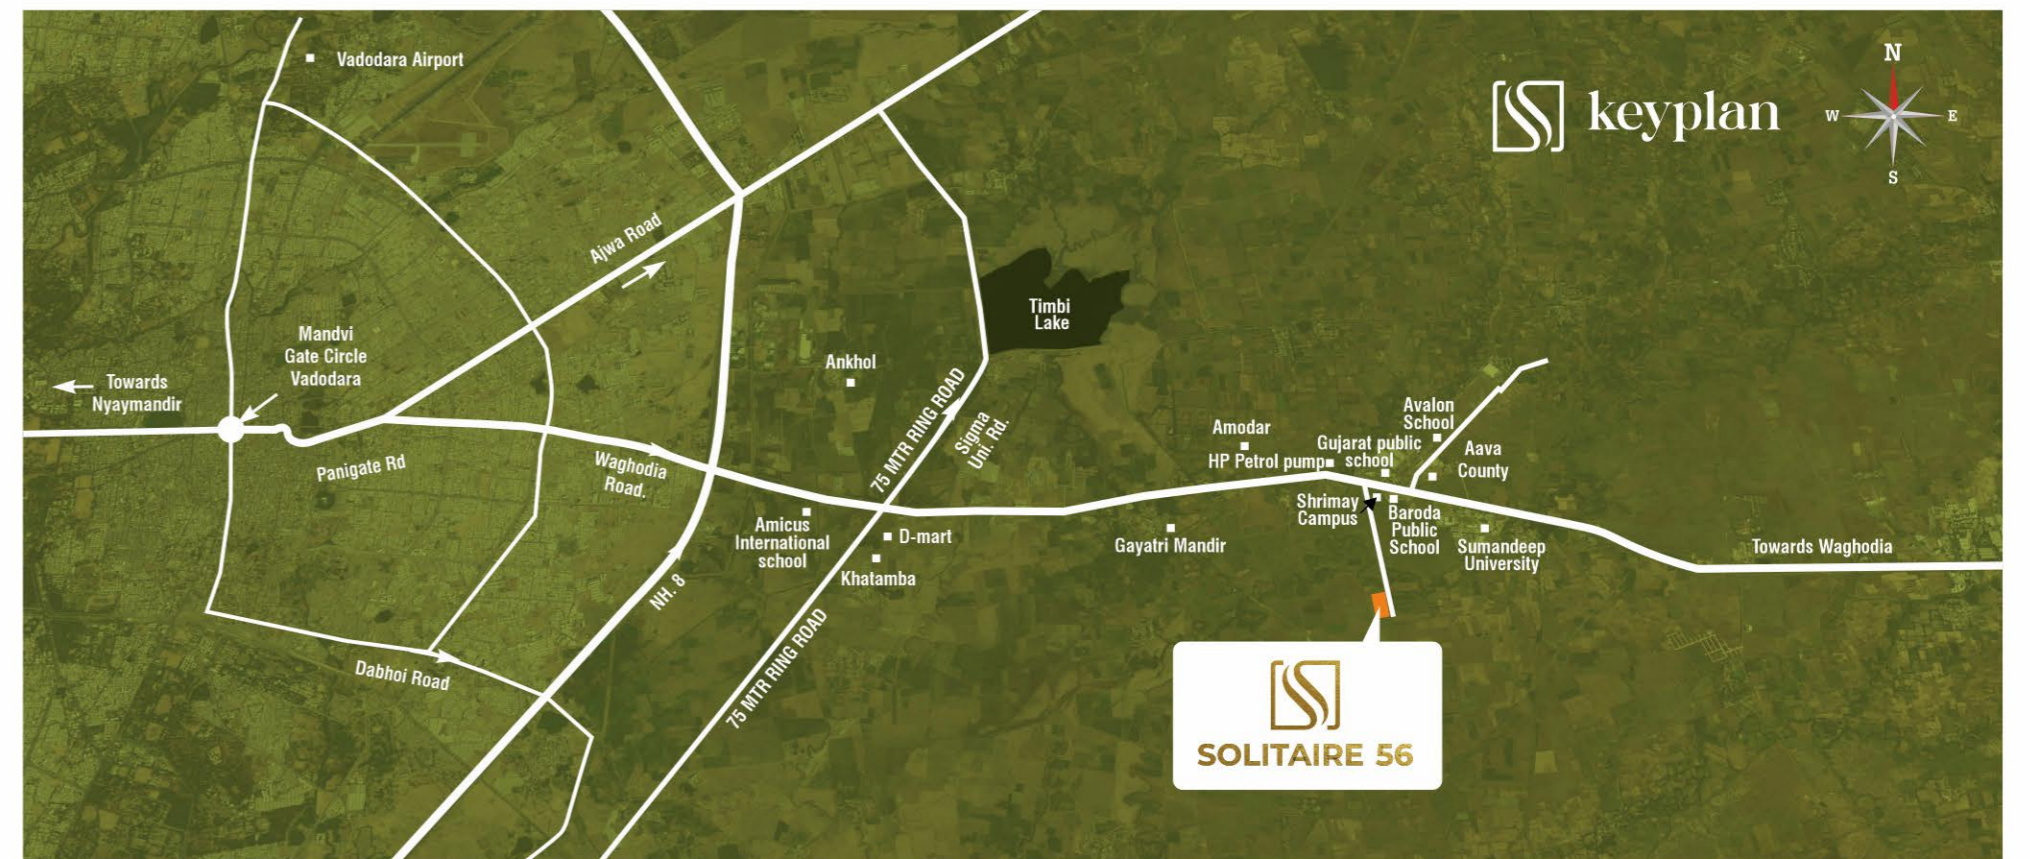 Vadodara Airport
keyplan
N
W
E
S
Ajwa Road
Timbi
Lake
Mandvi
Gate Circle
Vadodara
Towards
Nyaymandir
Ankhol
75 MTR RING ROAD
Sigma
Uni. Rd.
Panigate Rd
Waghodia
Road.
Avalon
School
Amodar
HP Petrol pump
Gujarat public
school
Aava
County
Shrimay
Campus
Baroda
Public
School
Amicus
International
school
D-mart
Khatamba
Gayatri Mandir
Sumandeep
University
Towards Waghodia
NH. 8
Dabhoi Road
75 MTR RING ROAD
SOLITAIRE 56